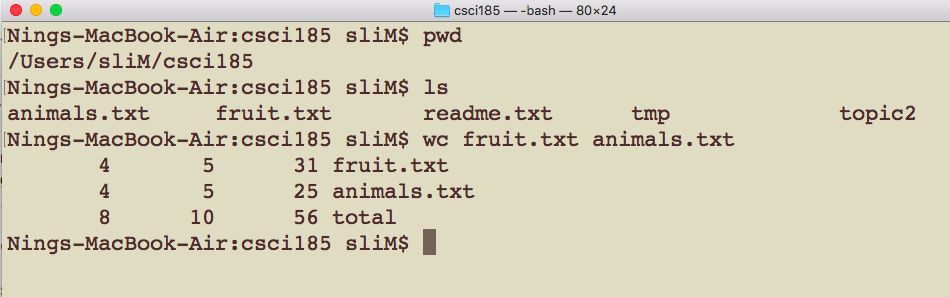 csci185 — -bash — 80×24
Nings-MacBook-Air:csci185 sliM$ pwd
/Users/sliM/csci185
Nings-MacBook-Air:csci185 sliM$ ls
animals.txt fruit.txt readme.txt tmp topic2
Nings-MacBook-Air:csci185 sliM$ wc fruit.txt animals.txt
4 5 31 fruit.txt
4 5 25 animals.txt
8 10 56 total
Nings-MacBook-Air:csci185 sliM$